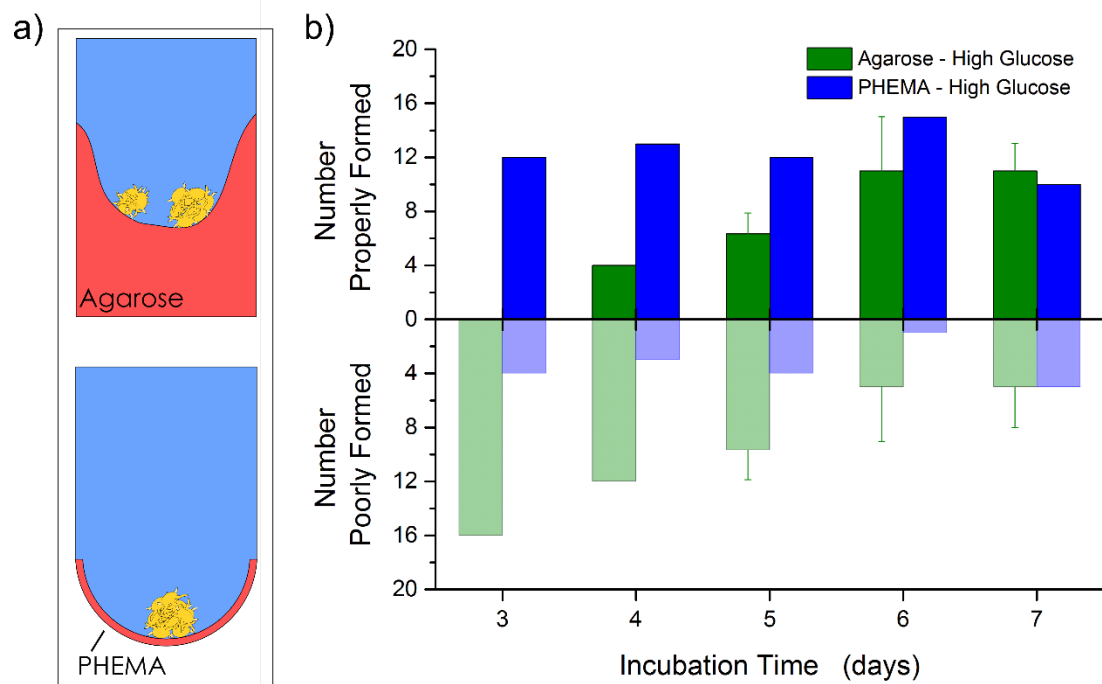 a)
Agarose
PHEMA
b)
Agarose - High Glucose
PHEMA - High Glucose
Number
Properly Formed
20
16
12
8
4
0
Number
Poorly Formed
4
8
12
16
20
3 4 5 6 7
Incubation Time (days)